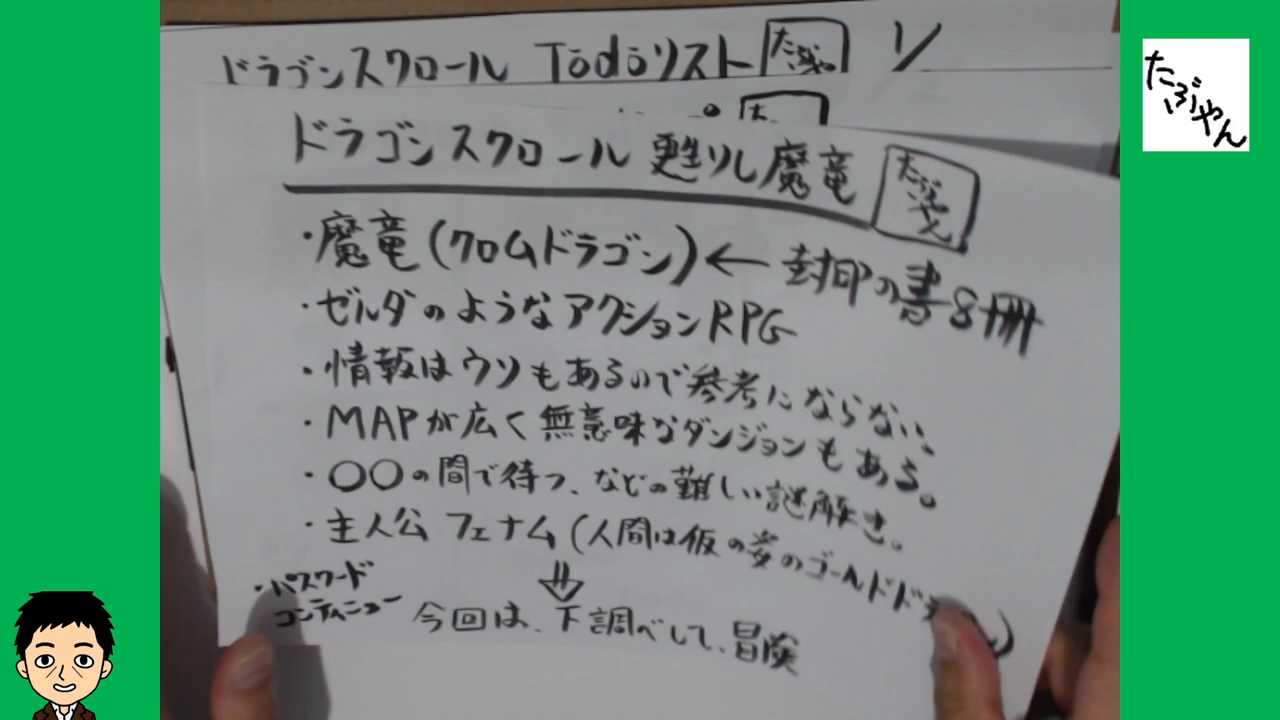 ドラゴンスクロール Todoリスト たぶやん 1/
ドラゴンスクロール 甦りし魔竜 たぶやん
・魔竜(クロムドラゴン)← 封印の書8冊
・ゼルダのようなアクションRPG
・情報はウソもあるので参考にならない。
・MAPが広く無意味なダンジョンもある。
・〇〇の間で待つ、などの難しい謎解き。
・主人公 フェナム(人間は仮の姿のゴールドド
・パスワード
コンティニュー
⇓
今回は、下調べして、冒険
たぶやん